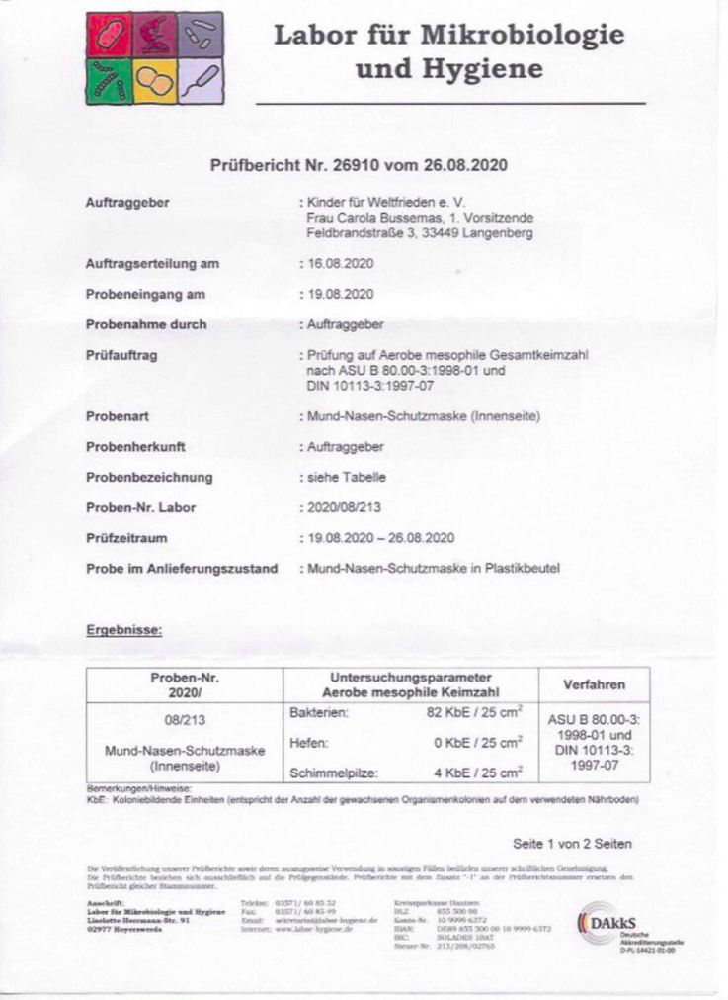 Labor für Mikrobiologie
und Hygiene
Prüfbericht Nr. 26910 vom 26.08.2020
Auftraggeber : Kinder für Weltfrieden e. V.
Frau Carola Bussemas, 1. Vorsitzende
Feldbrandstraße 3, 33449 Langenberg
Auftragserteilung am : 16.08.2020
Probeneingang am : 19.08.2020
Probenahme durch : Auftraggeber
Prüfauftrag : Prüfung auf Aerobe mesophile Gesamtkeimzahl
nach ASU B 80.00-3:1998-01 und
DIN 10113-3:1997-07
Probenart : Mund-Nasen-Schutzmaske (Innenseite)
Probenherkunft : Auftraggeber
Probenbezeichnung : siehe Tabelle
Proben-Nr. Labor : 2020/08/213
Prüfzeitraum : 19.08.2020 – 26.08.2020
Probe im Anlieferungszustand : Mund-Nasen-Schutzmaske in Plastikbeutel
Ergebnisse:
Proben-Nr.
2020/
Untersuchungsparameter
Aerobe mesophile Keimzahl
Verfahren
08/213
Mund-Nasen-Schutzmaske
(Innenseite)
Bakterien: 82 KbE / 25 cm²
Hefen: 0 KbE / 25 cm²
Schimmelpilze: 4 KbE / 25 cm²
ASU B 80.00-3:
1998-01 und
DIN 10113-3:
1997-07
Bemerkungen/Hinweise:
KbE: Koloniebildende Einheiten (entspricht der Anzahl der gewachsenen Organismenkolonien auf dem verwendeten Nährboden)
Seite 1 von 2 Seiten
Die Veröffentlichung unserer Prüfberichte sowie deren auszugsweise Verwendung in sonstigen Fällen bedürfen unserer schriftlichen Genehmigung.
Die Prüfberichte beziehen sich ausschließlich auf die Prüfgegenstände. Prüfberichte mit dem Zusatz "-1" an der Prüfberichtsnummer ersetzen den
Prüfbericht gleicher Stammnummer.
Anschrift:
Labor für Mikrobiologie und Hygiene
Liselotte-Herrmann-Str. 91
02977 Hoyerswerda
Telefon: 03571/ 60 85 32
Fax: 03571/ 60 85 49
Email: sekretariat@labor-hygiene.de
Internet: www.labor-hygiene.de
Kreissparkasse Bautzen
BLZ 855 500 00
Konto-Nr. 10 9999 6372
IBAN: DE89 855 500 00 10 9999 6372
BIC: SOLADES 1BAT
Steuer-Nr. 213/208/02765
DAkkS
Deutsche
Akkreditierungsstelle
D-PL-14421-01-00